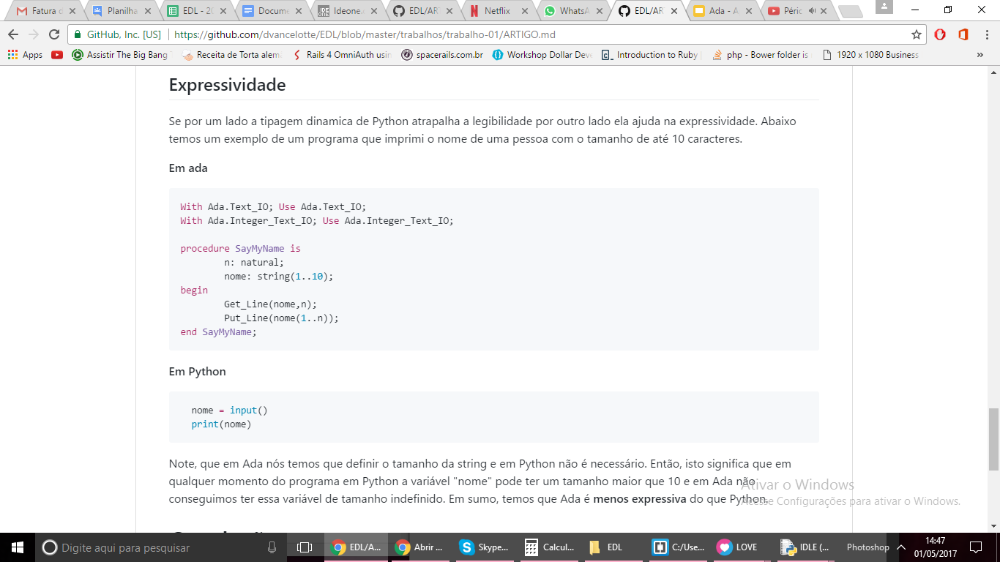 Fatura d
Planilha
EDL - 20
Docume
Ideone.c
EDL/AR
Netflix
WhatsA
EDL/AR
Ada - A
Péric
GitHub, Inc. [US]
https://github.com/dvancelotte/EDL/blob/master/trabalhos/trabalho-01/ARTIGO.md
Apps
Assistir The Big Bang
Receita de Torta alem
Rails 4 OmniAuth usin
spacerails.com.br
Workshop Dollar Deve
Introduction to Ruby
php - Bower folder is
1920 x 1080 Business
»
Expressividade
Se por um lado a tipagem dinamica de Python atrapalha a legibilidade por outro lado ela ajuda na expressividade. Abaixo
temos um exemplo de um programa que imprimi o nome de uma pessoa com o tamanho de até 10 caracteres.
Em ada
With Ada.Text_IO; Use Ada.Text_IO;
With Ada.Integer_Text_IO; Use Ada.Integer_Text_IO;
procedure SayMyName is
n: natural;
nome: string(1..10);
begin
Get_Line(nome,n);
Put_Line(nome(1..n));
end SayMyName;
Em Python
nome = input()
print(nome)
Note, que em Ada nós temos que definir o tamanho da string e em Python não é necessário. Então, isto significa que em
qualquer momento do programa em Python a variável "nome" pode ter um tamanho maior que 10 e em Ada não
conseguimos ter essa variável de tamanho indefinido. Em sumo, temos que Ada é menos expressiva do que Python.
Ativar o Windows
Acesse Configurações para ativar o Windows.
Digite aqui para pesquisar
EDL/A...
Abrir ...
Skype...
Calcul...
EDL
C:/Use...
LOVE
IDLE (...
Photoshop
14:47
01/05/2017